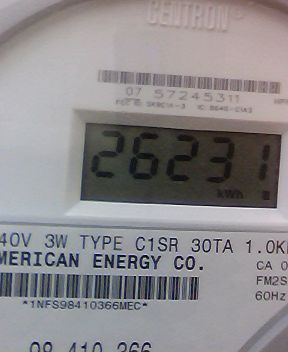 CENTRON®
07 57245311
26231
kWh
40V 3W TYPE C1SR 30TA 1.0K
MERICAN ENERGY CO.
CA 0
FM2S
60Hz
*1NFS98410366MEC*
98 410 366